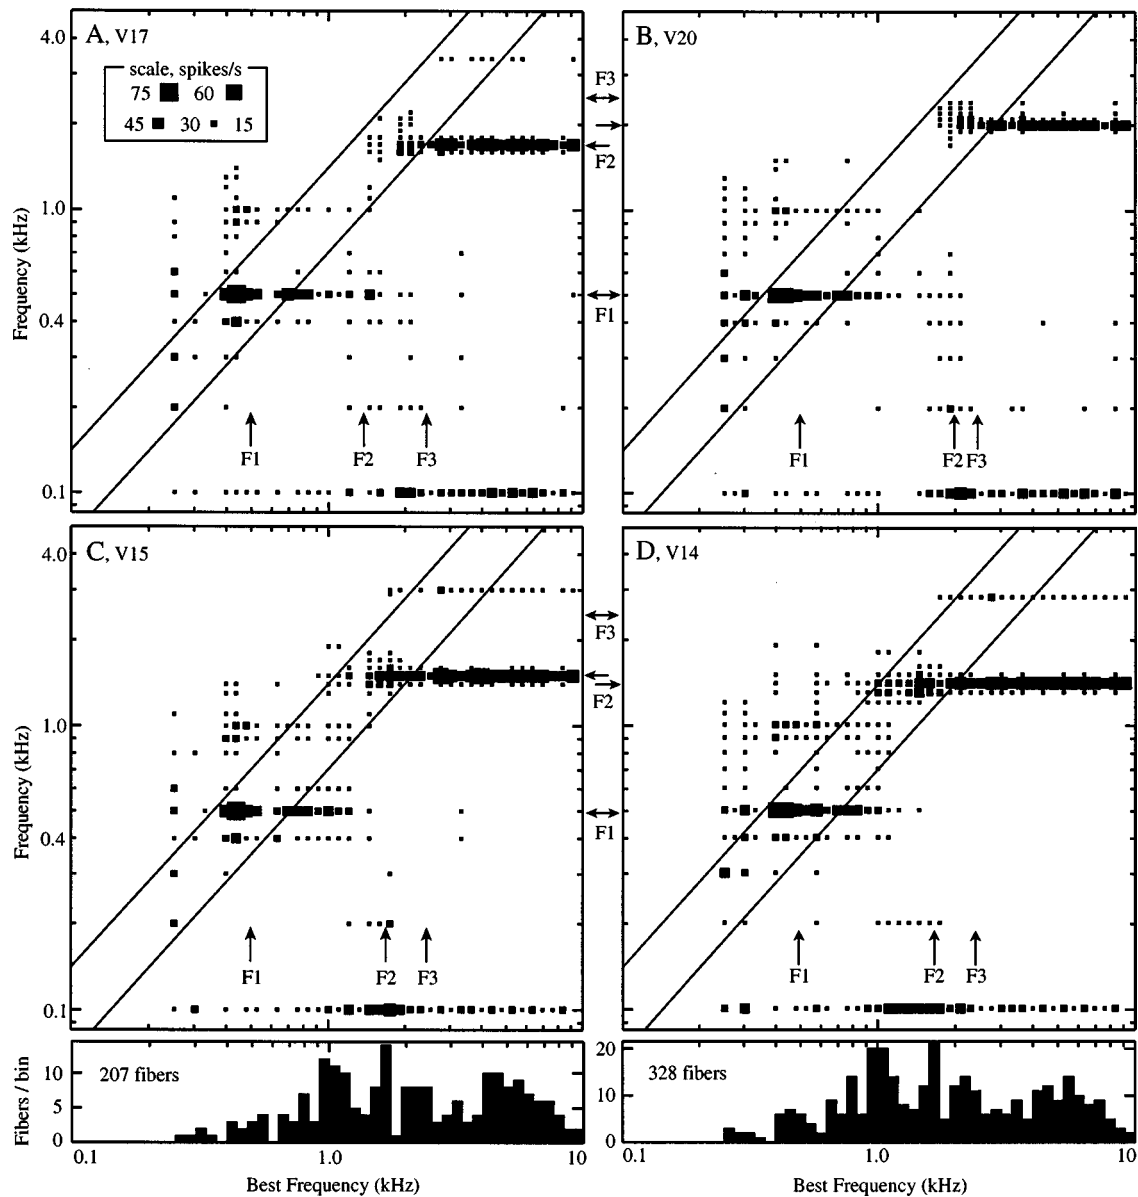 A, V17
B, V20
scale, spikes/s
75 60
45 30 15
4.0
1.0
0.4
0.1
Frequency (kHz)
F1
F2
F3
F3
F2
F1
F1
F2 F3
C, V15
D, V14
4.0
1.0
0.4
0.1
Frequency (kHz)
F1
F2
F3
F3
F2
F1
F1
F2
F3
207 fibers
328 fibers
Fibers / bin
10
5
0
20
10
0
0.1 1.0 10
0.1 1.0 10
Best Frequency (kHz)
Best Frequency (kHz)